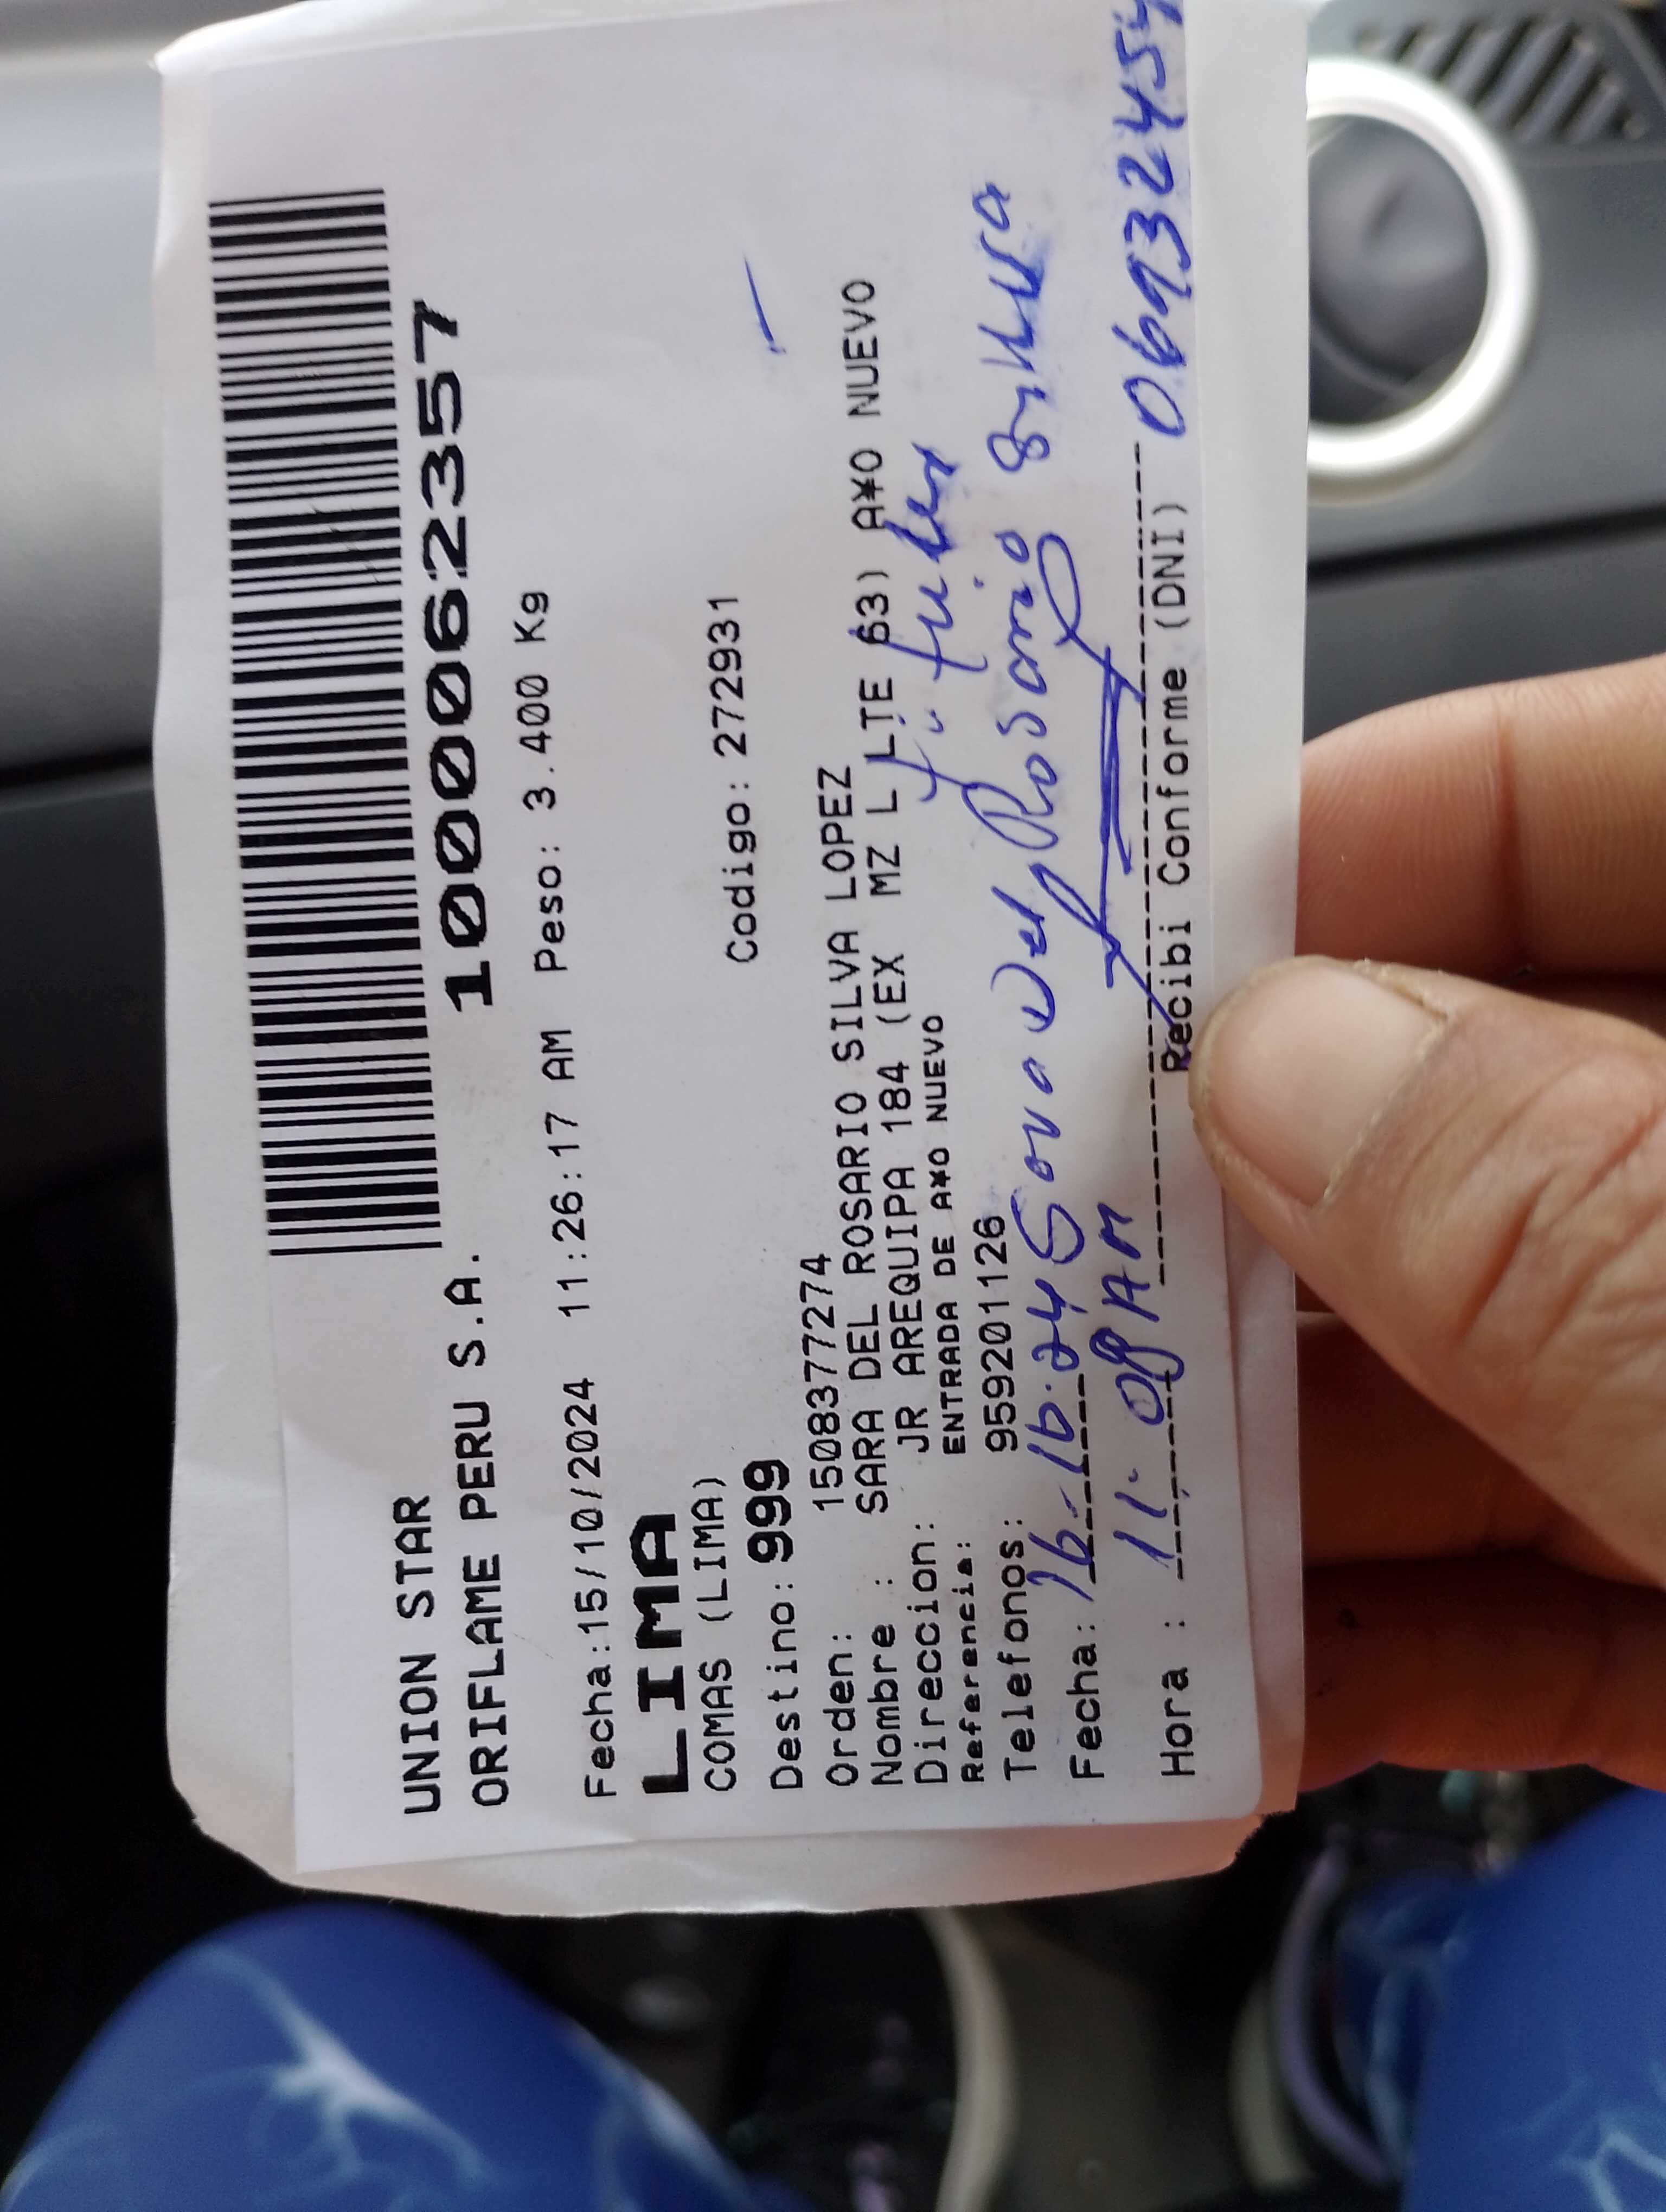 1000062357
UNION STAR
ORIFLAME PERU S.A.
Fecha:15/10/2024 11:26:17 AM Peso: 3.400 Kg
LIMA
COMAS (LIMA)
Destino: 999 Codigo: 272931
Orden: 150837727​4
Nombre : SARA DEL ROSARIO SILVA LOPEZ
Direccion: JR AREQUIPA 184 (EX MZ L LTE 63) A¥O NUEVO
Referencia: ENTRADA DE A¥O NUEVO
Telefonos: 959201126
Fecha: 16-10-24 Rosario
Hora : 11:08 AM
Recibi Conforme (DNI)